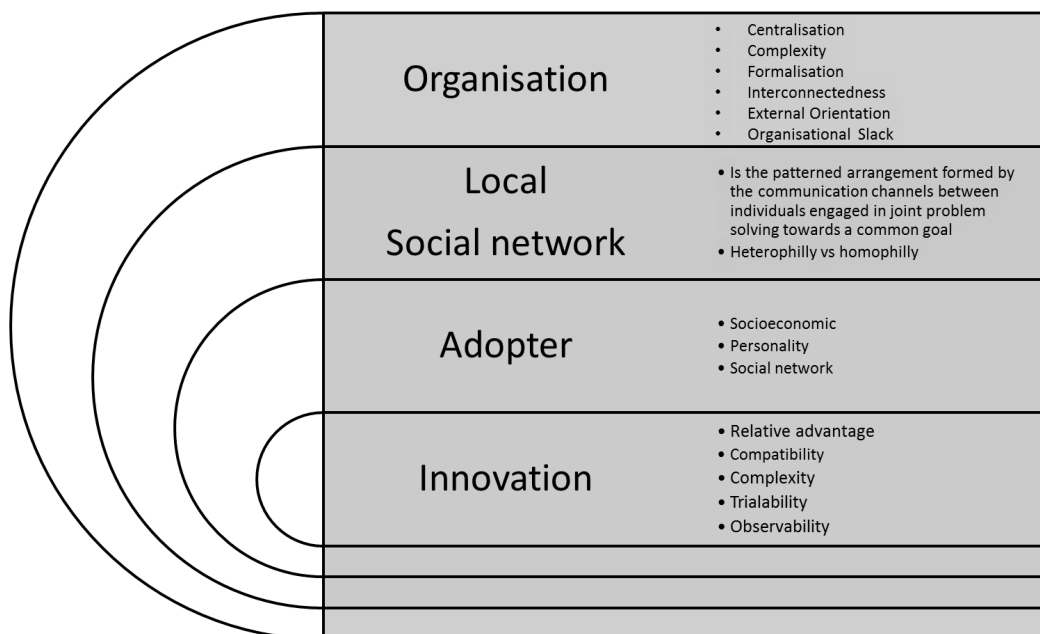 Organisation
• Centralisation
• Complexity
• Formalisation
• Interconnectedness
• External Orientation
• Organisational Slack
Local
Social network
• Is the patterned arrangement formed by
the communication channels between
individuals engaged in joint problem
solving towards a common goal
• Heterophilly vs homophilly
Adopter
• Socioeconomic
• Personality
• Social network
Innovation
• Relative advantage
• Compatibility
• Complexity
• Trialability
• Observability